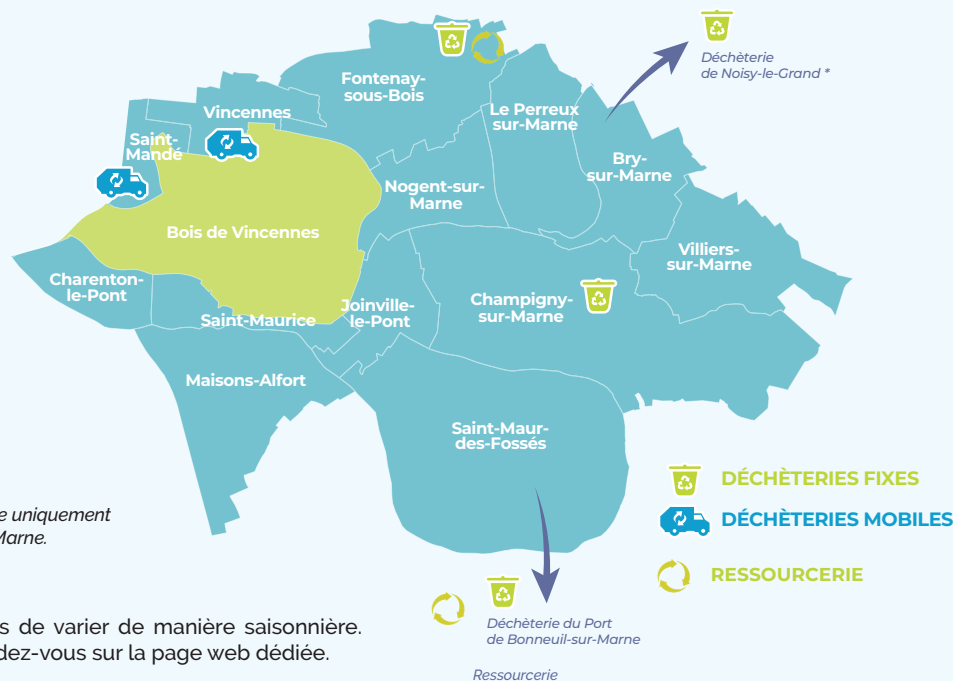 Déchèterie
de Noisy-le-Grand *
Fontenay-
sous-Bois
Vincennes
Le Perreux
sur-Marne
Saint-
Mandé
Bry-
sur-Marne
Nogent-sur-
Marne
Bois de Vincennes
Villiers-
sur-Marne
Charenton-
le-Pont
Joinville-
le-Pont
Champigny-
sur-Marne
Saint-Maurice
Maisons-Alfort
Saint-Maur-
des-Fossés
DÉCHÈTERIES FIXES
DÉCHÈTERIES MOBILES
RESSOURCERIE
e uniquement
Marne.
Déchèterie du Port
de Bonneuil-sur-Marne
Ressourcerie
s de varier de manière saisonnière.
dez-vous sur la page web dédiée.